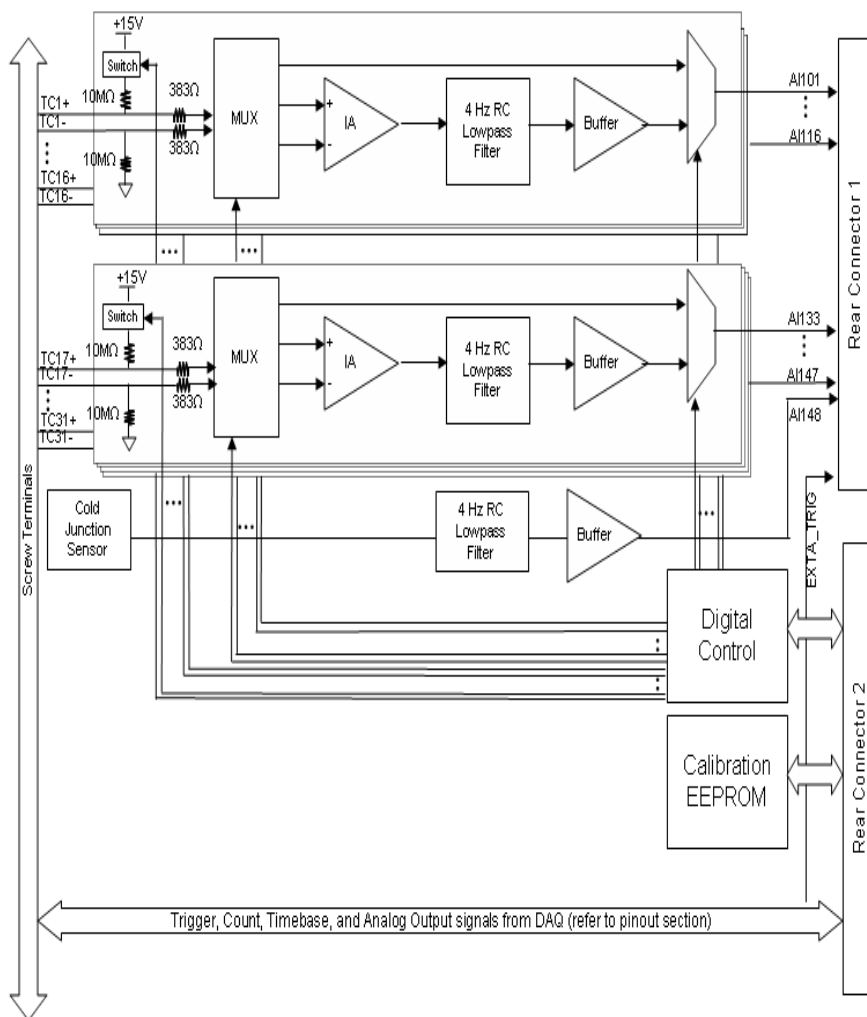 +15V
Switch
10MΩ
383Ω
TC1+
TC1-
383Ω
10MΩ
TC16+
TC16-
MUX
+
-
IA
4 Hz RC
Lowpass
Filter
Buffer
AI101
AI116
Rear Connector 1
+15V
Switch
10MΩ
383Ω
TC17+
TC17-
383Ω
10MΩ
TC31+
TC31-
MUX
+
-
IA
4 Hz RC
Lowpass
Filter
Buffer
AI133
AI147
AI148
Screw Terminals
Cold
Junction
Sensor
4 Hz RC
Lowpass
Filter
Buffer
EXTA_TRIG
Digital
Control
Calibration
EEPROM
Rear Connector 2
Trigger, Count, Timebase, and Analog Output signals from DAQ (refer to pinout section)